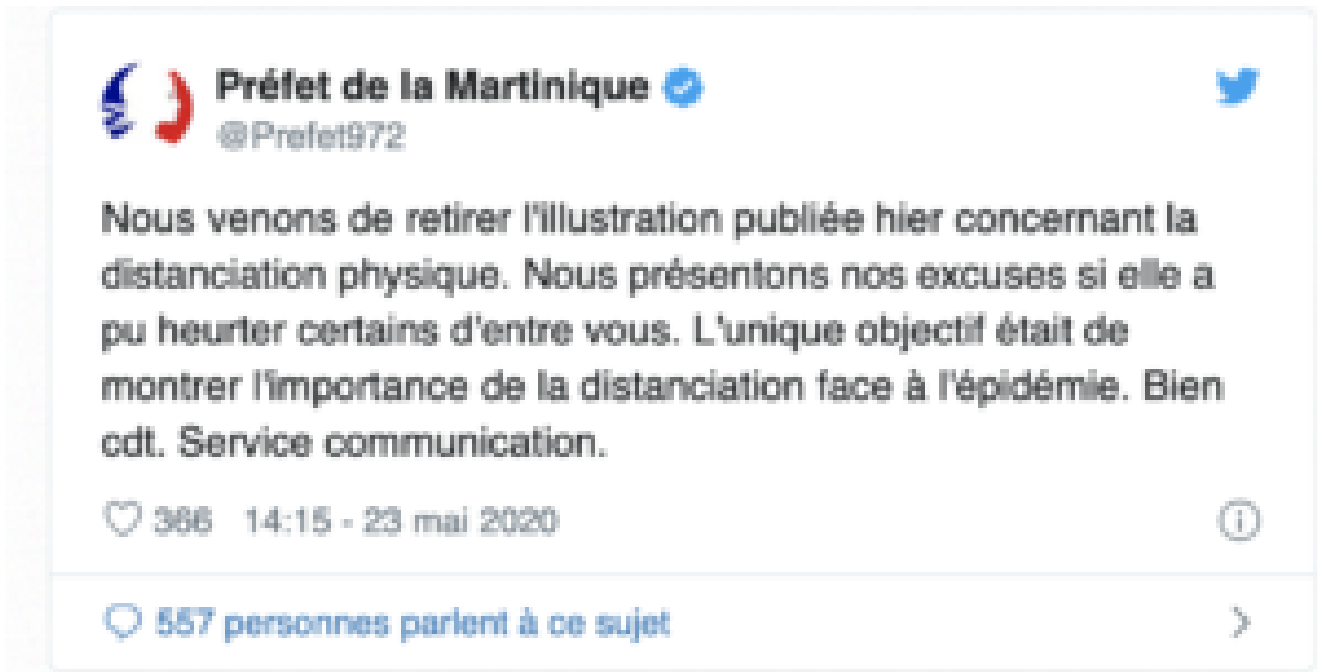 Préfet de la Martinique
@Prefet972
Nous venons de retirer l'illustration publiée hier concernant la
distanciation physique. Nous présentons nos excuses si elle a
pu heurter certains d'entre vous. L'unique objectif était de
montrer l'importance de la distanciation face à l'épidémie. Bien
cdt. Service communication.
366 14:15 - 23 mai 2020
557 personnes parlent à ce sujet